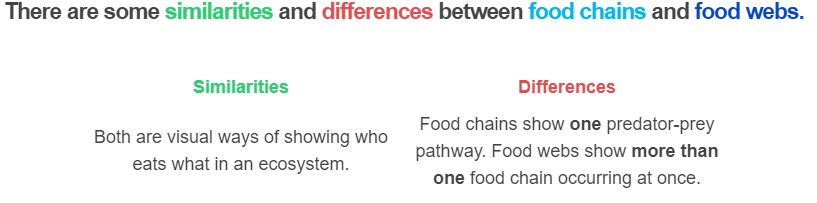 There are some similarities and differences between food chains and food webs.
Similarities
Both are visual ways of showing who
eats what in an ecosystem.
Differences
Food chains show one predator-prey
pathway. Food webs show more than
one food chain occurring at once.